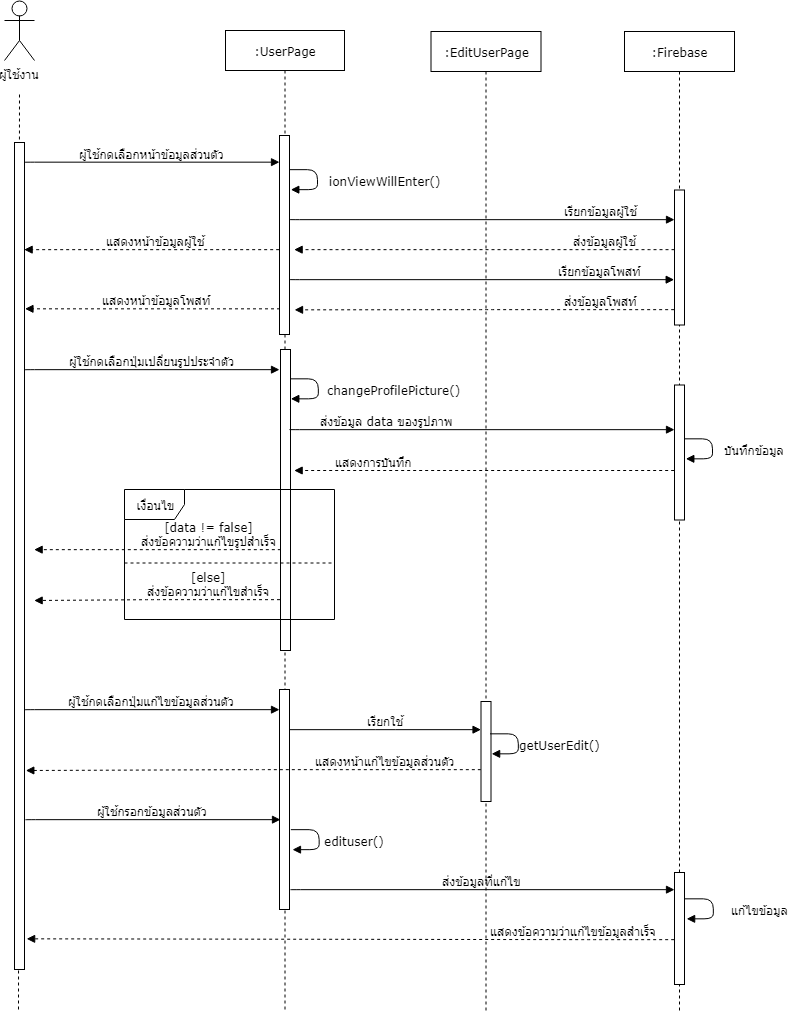 ผู้ใช้งาน
:UserPage
:EditUserPage
:Firebase
ผู้ใช้กดเลือกหน้าข้อมูลส่วนตัว
ionViewWillEnter()
เรียกข้อมูลผู้ใช้
แสดงหน้าข้อมูลผู้ใช้
ส่งข้อมูลผู้ใช้
เรียกข้อมูลโพสท์
แสดงหน้าข้อมูลโพสท์
ส่งข้อมูลโพสท์
ผู้ใช้กดเลือกปุ่มเปลี่ยนรูปประจำตัว
changeProfilePicture()
ส่งข้อมูล data ของรูปภาพ
บันทึกข้อมูล
แสดงการบันทึก
เงื่อนไข
[data != false]
ส่งข้อความว่าแก้ไขรูปสำเร็จ
[else]
ส่งข้อความว่าแก้ไขสำเร็จ
ผู้ใช้กดเลือกปุ่มแก้ไขข้อมูลส่วนตัว
เรียกใช้
getUserEdit()
แสดงหน้าแก้ไขข้อมูลส่วนตัว
ผู้ใช้กรอกข้อมูลส่วนตัว
edituser()
ส่งข้อมูลที่แก้ไข
แก้ไขข้อมูล
แสดงข้อความว่าแก้ไขข้อมูลสำเร็จ